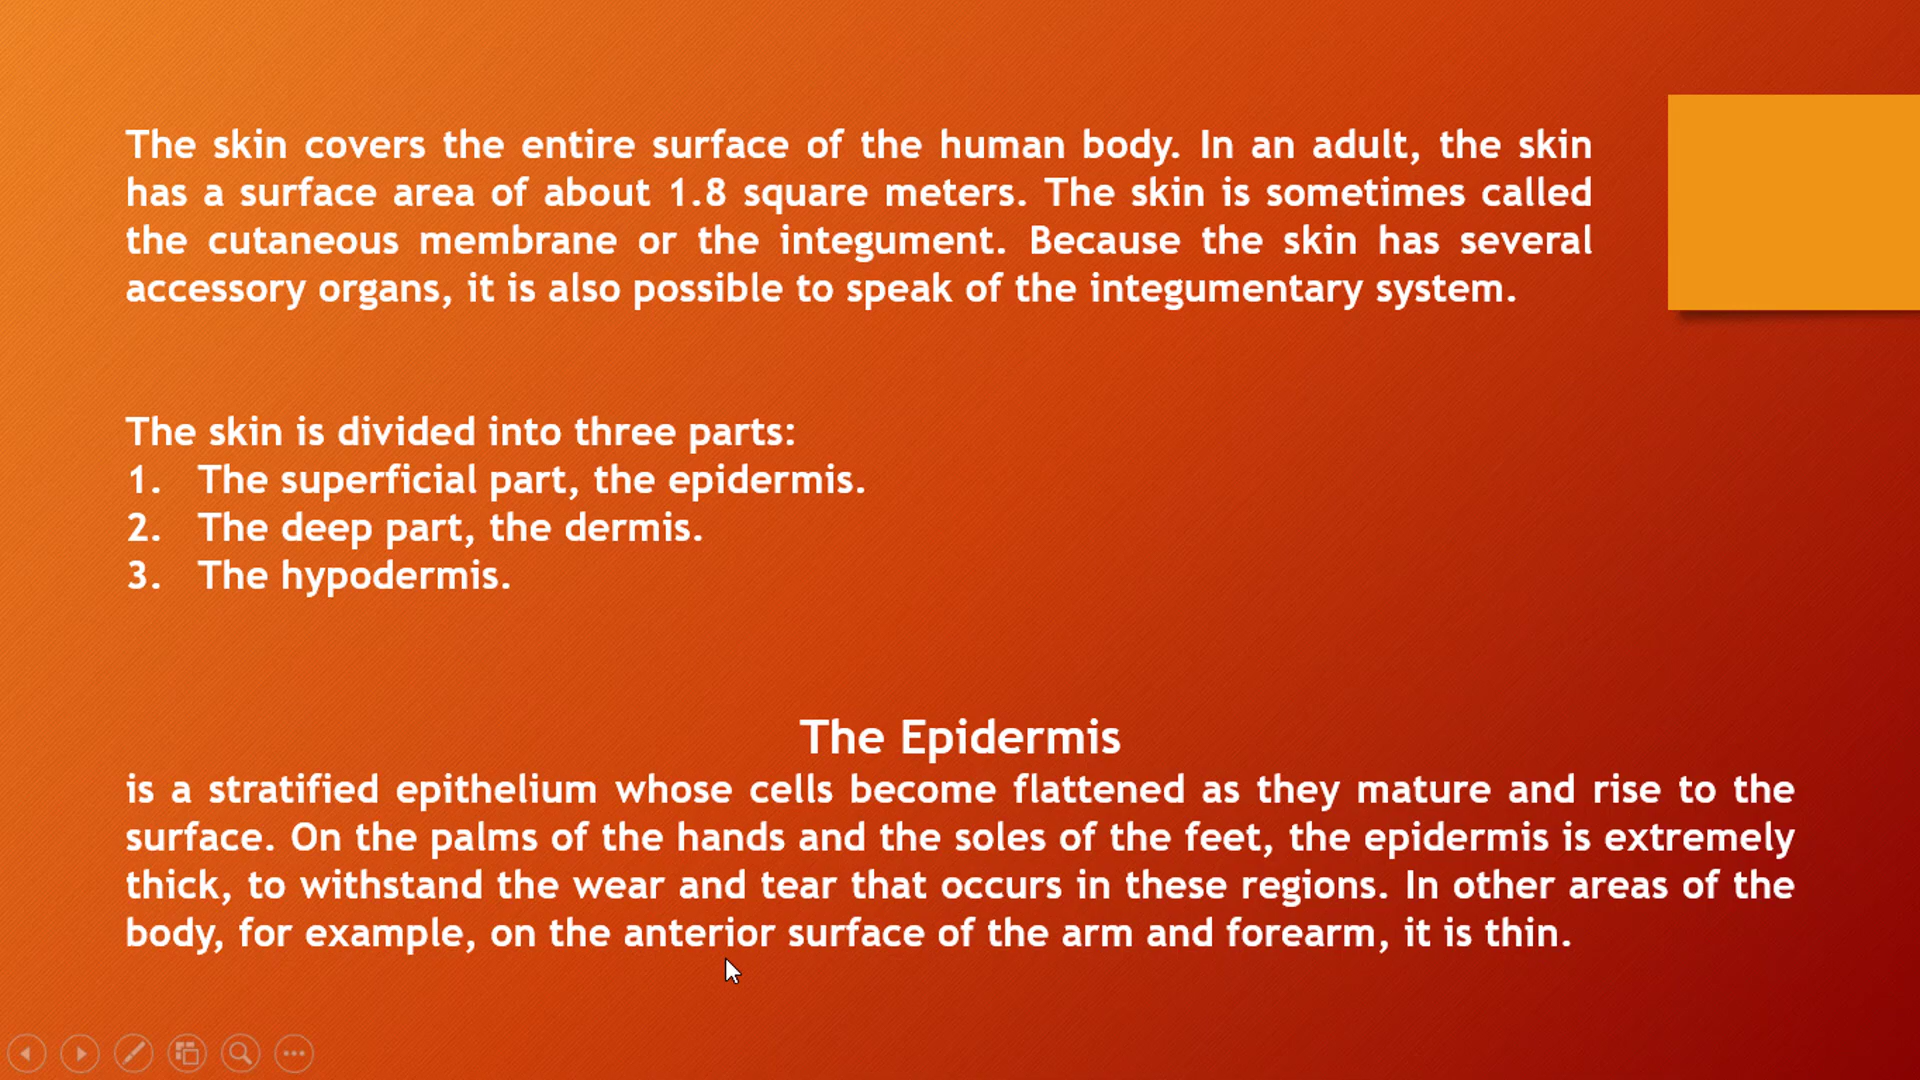 The skin covers the entire surface of the human body. In an adult, the skin
has a surface area of about 1.8 square meters. The skin is sometimes called
the cutaneous membrane or the integument. Because the skin has several
accessory organs, it is also possible to speak of the integumentary system.
The skin is divided into three parts:
1. The superficial part, the epidermis.
2. The deep part, the dermis.
3. The hypodermis.
The Epidermis
is a stratified epithelium whose cells become flattened as they mature and rise to the
surface. On the palms of the hands and the soles of the feet, the epidermis is extremely
thick, to withstand the wear and tear that occurs in these regions. In other areas of the
body, for example, on the anterior surface of the arm and forearm, it is thin.